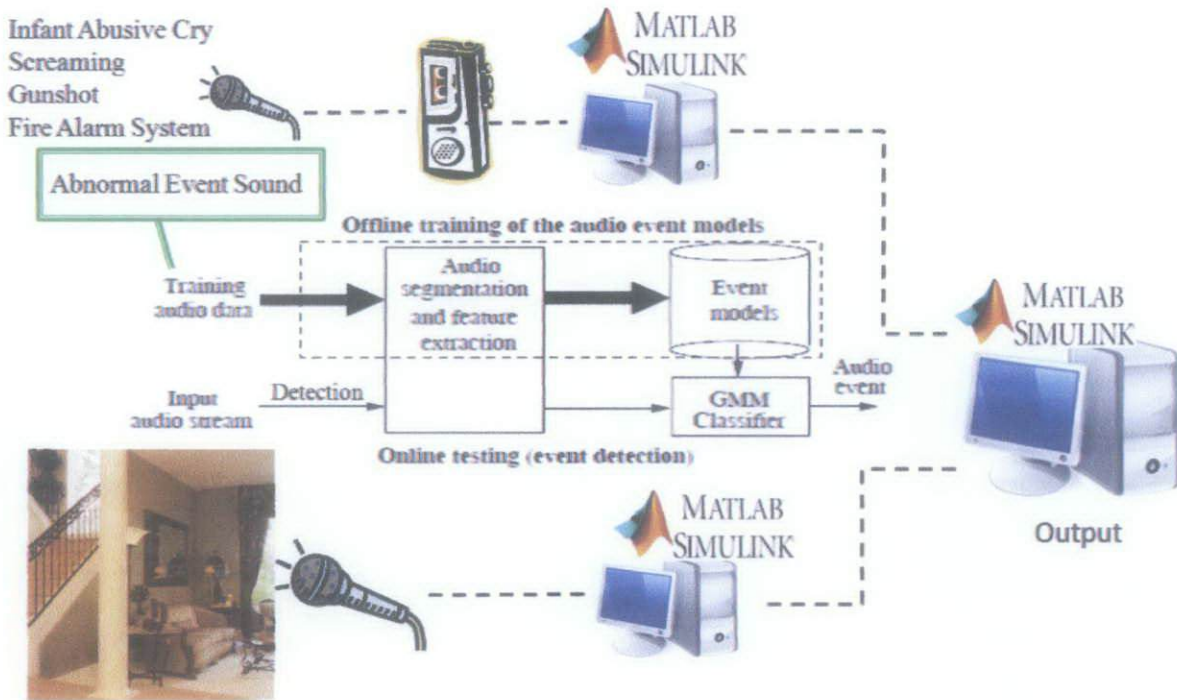 Infant Abusive Cry
Screaming
Gunshot
Fire Alarm System
MATLAB
SIMULINK
Abnormal Event Sound
Offline training of the audio event models
Training
audio data
Audio
segmentation
and feature
extraction
Event
models
MATLAB
SIMULINK
Input
audio stream
Detection
GMM
Classifier
Audio
event
Online testing (event detection)
MATLAB
SIMULINK
Output